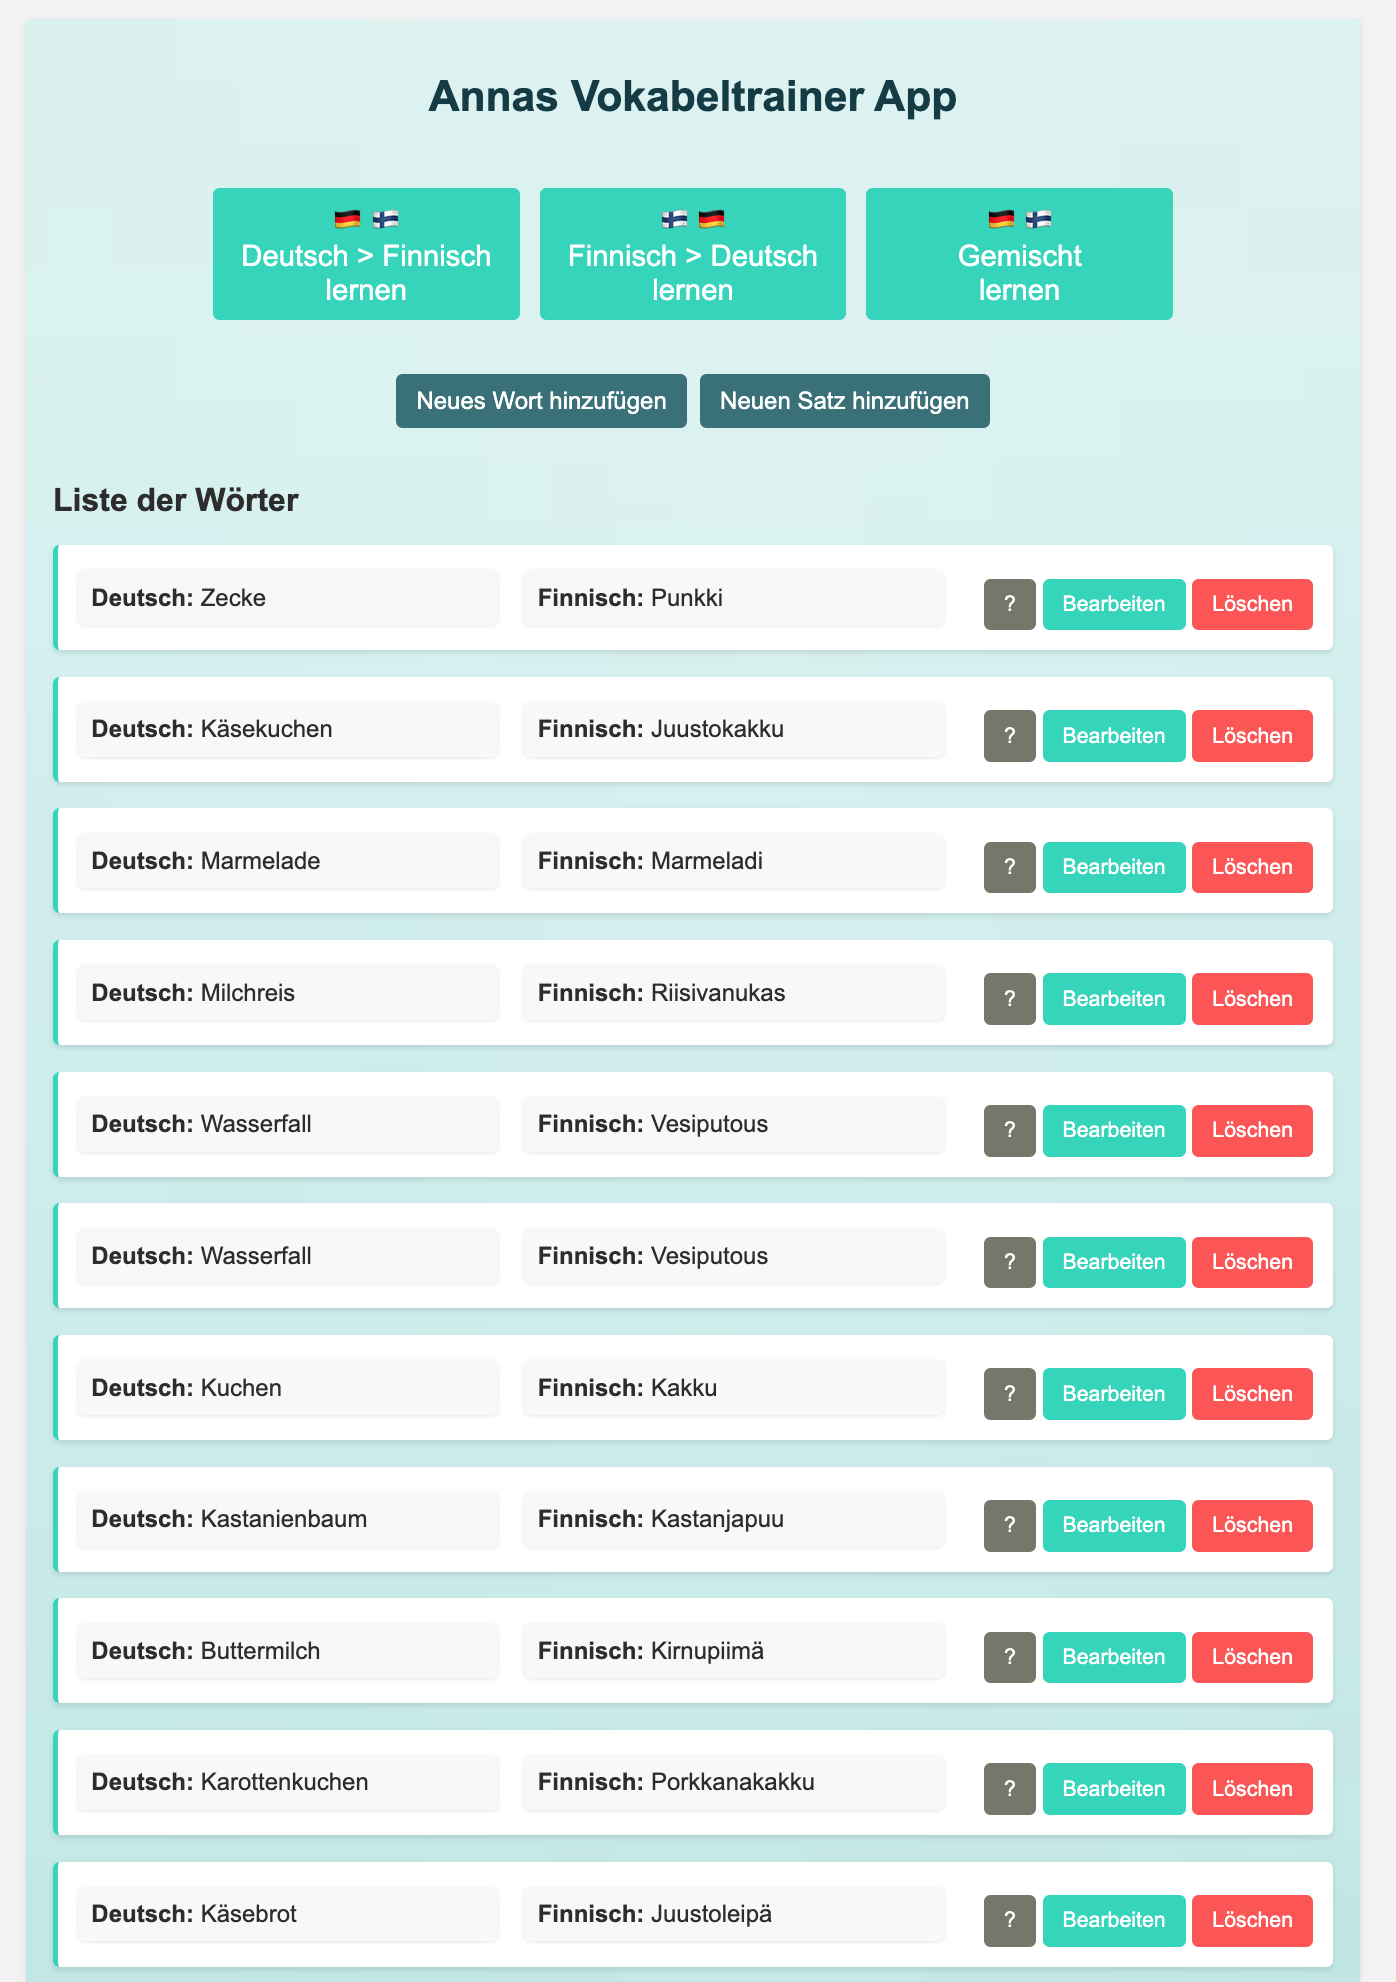 Annas Vokabeltrainer App
🇩🇪 🇫🇮
Deutsch > Finnisch
lernen
🇫🇮 🇩🇪
Finnisch > Deutsch
lernen
🇩🇪 🇫🇮
Gemischt
lernen
Neues Wort hinzufügen Neuen Satz hinzufügen
Liste der Wörter
Deutsch: Zecke Finnisch: Punkki ? Bearbeiten Löschen
Deutsch: Käsekuchen Finnisch: Juustokakku ? Bearbeiten Löschen
Deutsch: Marmelade Finnisch: Marmeladi ? Bearbeiten Löschen
Deutsch: Milchreis Finnisch: Riisivanukas ? Bearbeiten Löschen
Deutsch: Wasserfall Finnisch: Vesiputous ? Bearbeiten Löschen
Deutsch: Wasserfall Finnisch: Vesiputous ? Bearbeiten Löschen
Deutsch: Kuchen Finnisch: Kakku ? Bearbeiten Löschen
Deutsch: Kastanienbaum Finnisch: Kastanjapuu ? Bearbeiten Löschen
Deutsch: Buttermilch Finnisch: Kirnupiimä ? Bearbeiten Löschen
Deutsch: Karottenkuchen Finnisch: Porkkanakakku ? Bearbeiten Löschen
Deutsch: Käsebrot Finnisch: Juustoleipä ? Bearbeiten Löschen